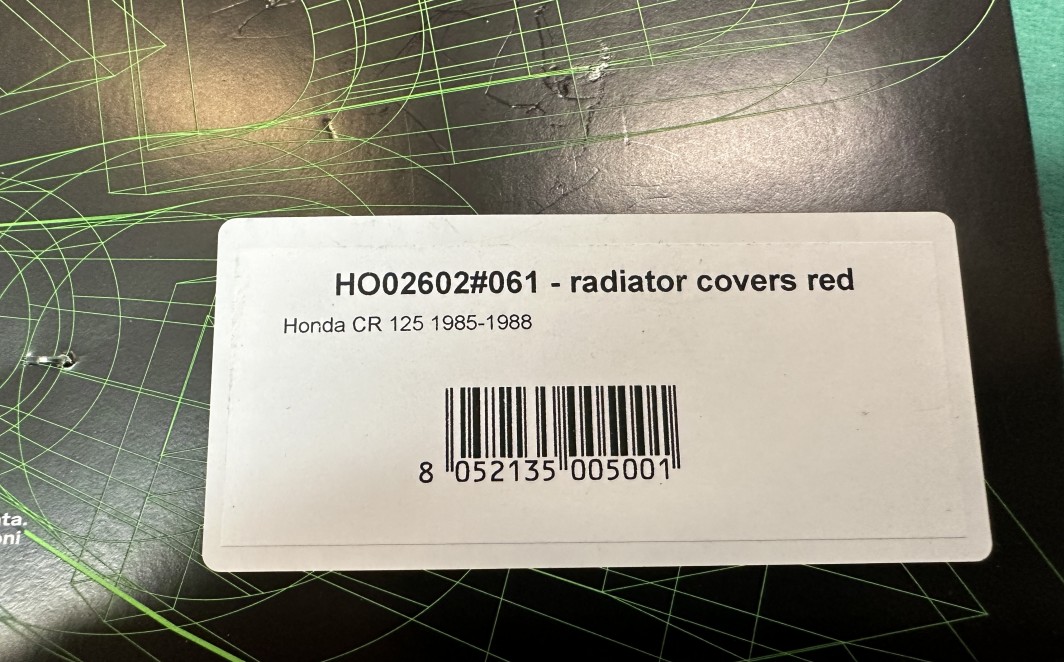 HO02602#061 - radiator covers red
Honda CR 125 1985-1988
8 052135 005001